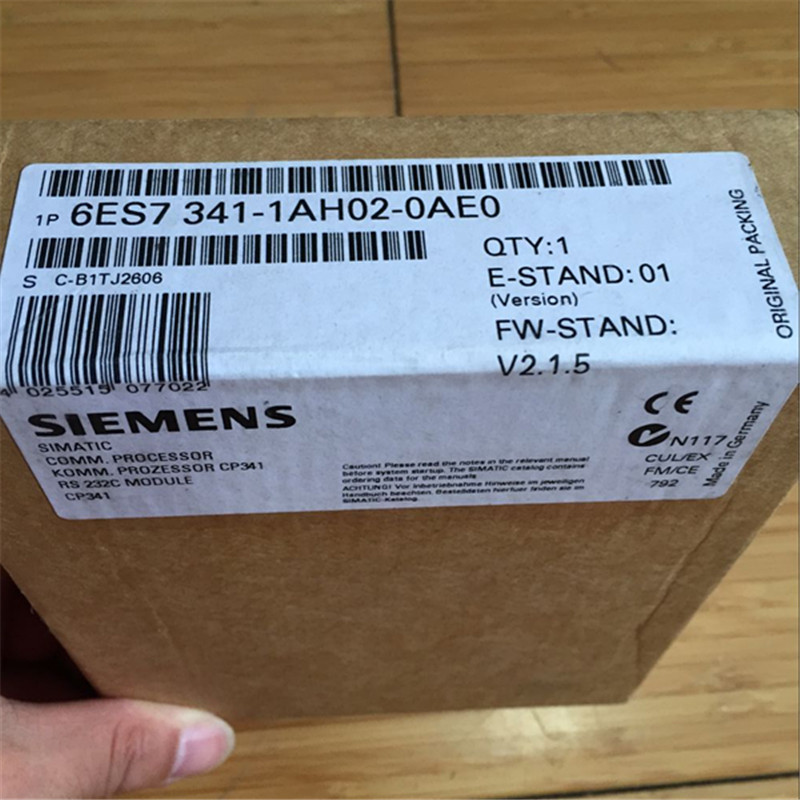 1P 6ES7 341-1AH02-0AE0
S C-B1TJ2606
QTY:1
E-STAND:01
(Version)
FW-STAND:
V2.1.5
ORIGINAL PACKING
4 025515 077022
SIEMENS
SIMATIC
COMM. PROCESSOR
KOMM. PROZESSOR CP341
RS 232C MODULE
CP341
Caution! Please read the notes in the relevant manual
before system startup. The SIMATIC catalog contains
ordering data for the manuals
ACHTUNG! Vor Inbetriebnahme Hinweise im jeweiligen
Handbuch beachten. Bestelldaten hierfuer finden sie im
SIMATIC-Katalog.
CE
N117
CUL/EX
FM/CE
792
Made in Germany